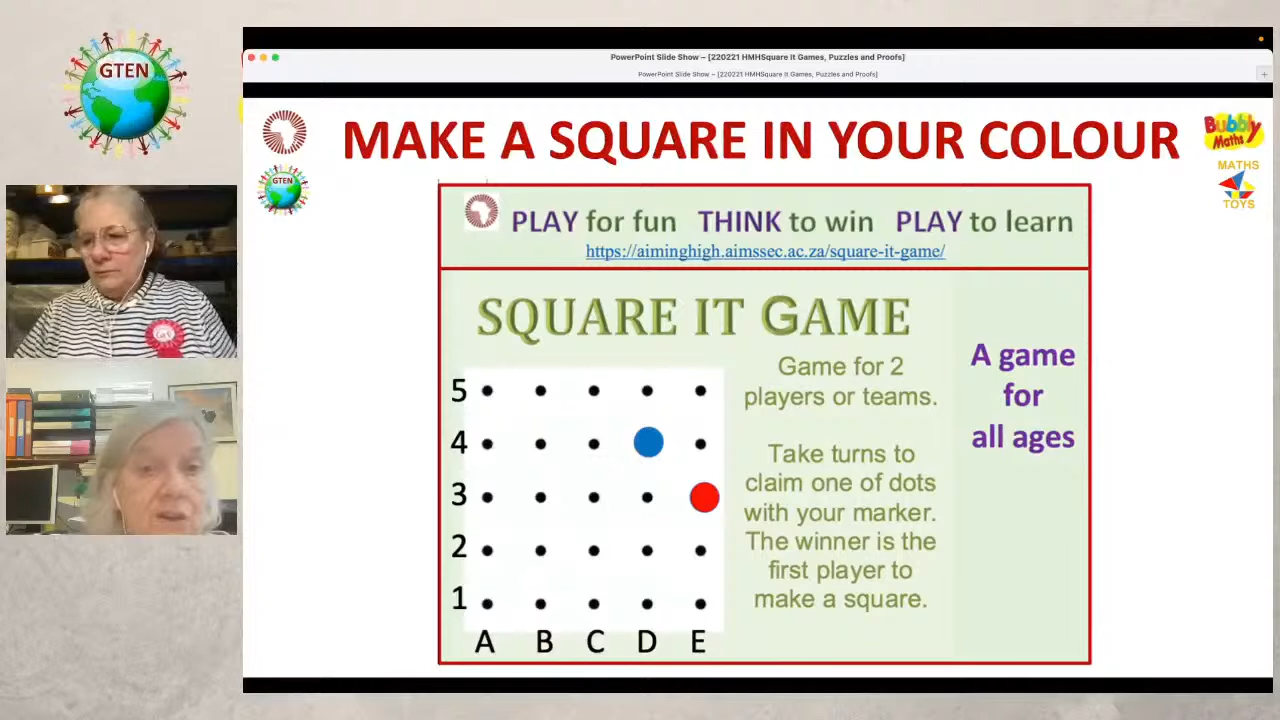 GTEN
PowerPoint Slide Show – [220221 HMHSquare It Games, Puzzles and Proofs]
PowerPoint Slide Show – [220221 HMHSquare It Games, Puzzles and Proofs]
MAKE A SQUARE IN YOUR COLOUR
GTEN
Bubbly
Maths
MATHS
TOYS
PLAY for fun THINK to win PLAY to learn
https://aiminghigh.aimssec.ac.za/square-it-game/
SQUARE IT GAME
Game for 2
players or teams.
Take turns to
claim one of dots
with your marker.
The winner is the
first player to
make a square.
A game
for
all ages
5
4
3
2
1
A B C D E